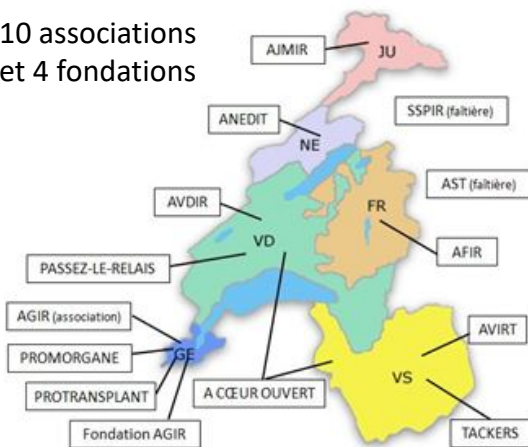 10 associations
et 4 fondations
AJMIR
JU
ANEDIT
SSPIR (faîtière)
NE
AST (faîtière)
AVDIR
FR
VD
AFIR
PASSEZ-LE-RELAIS
AGIR (association)
AVIRT
PROMORGANE
GE
VS
PROTRANSPLANT
A CŒUR OUVERT
Fondation AGIR
TACKERS